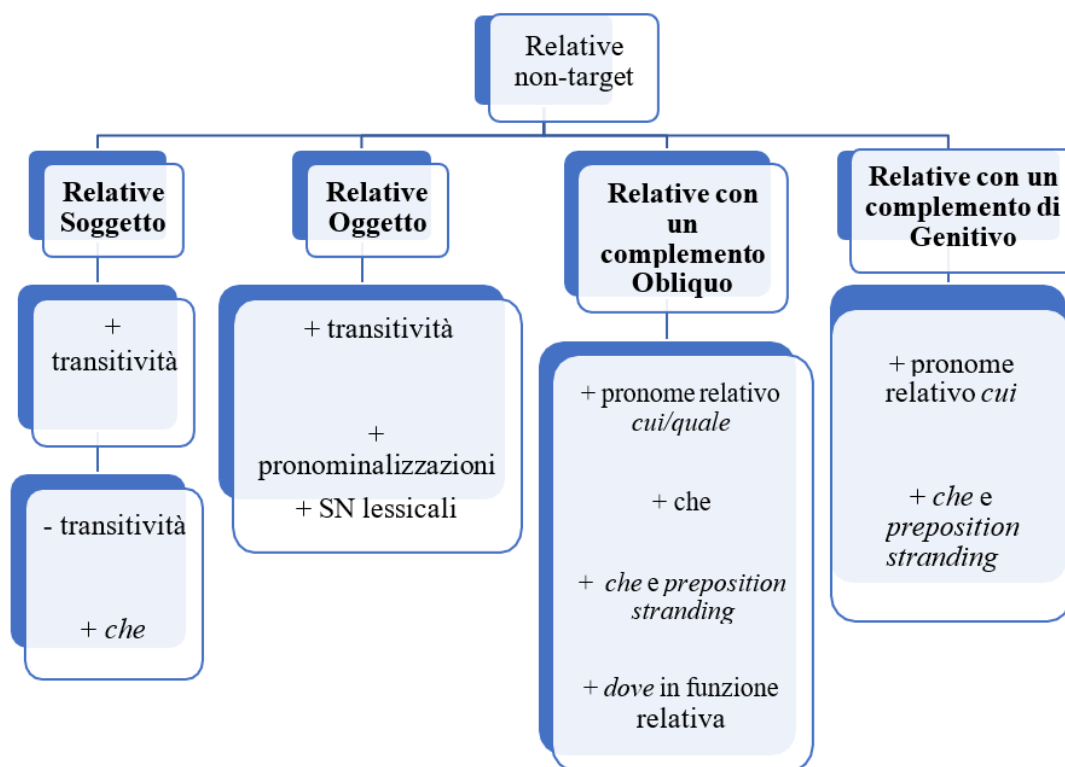 Relative
non-target
Relative
Soggetto
+
transitività
- transitività
+ che
Relative
Oggetto
+ transitività
+
pronominalizzazioni
+ SN lessicali
Relative con
un
complemento
Obliquo
+ pronome relativo
cui/quale
+ che
+ che e preposition
stranding
+ dove in funzione
relativa
Relative con un
complemento di
Genitivo
+ pronome
relativo cui
+ che e
preposition
stranding